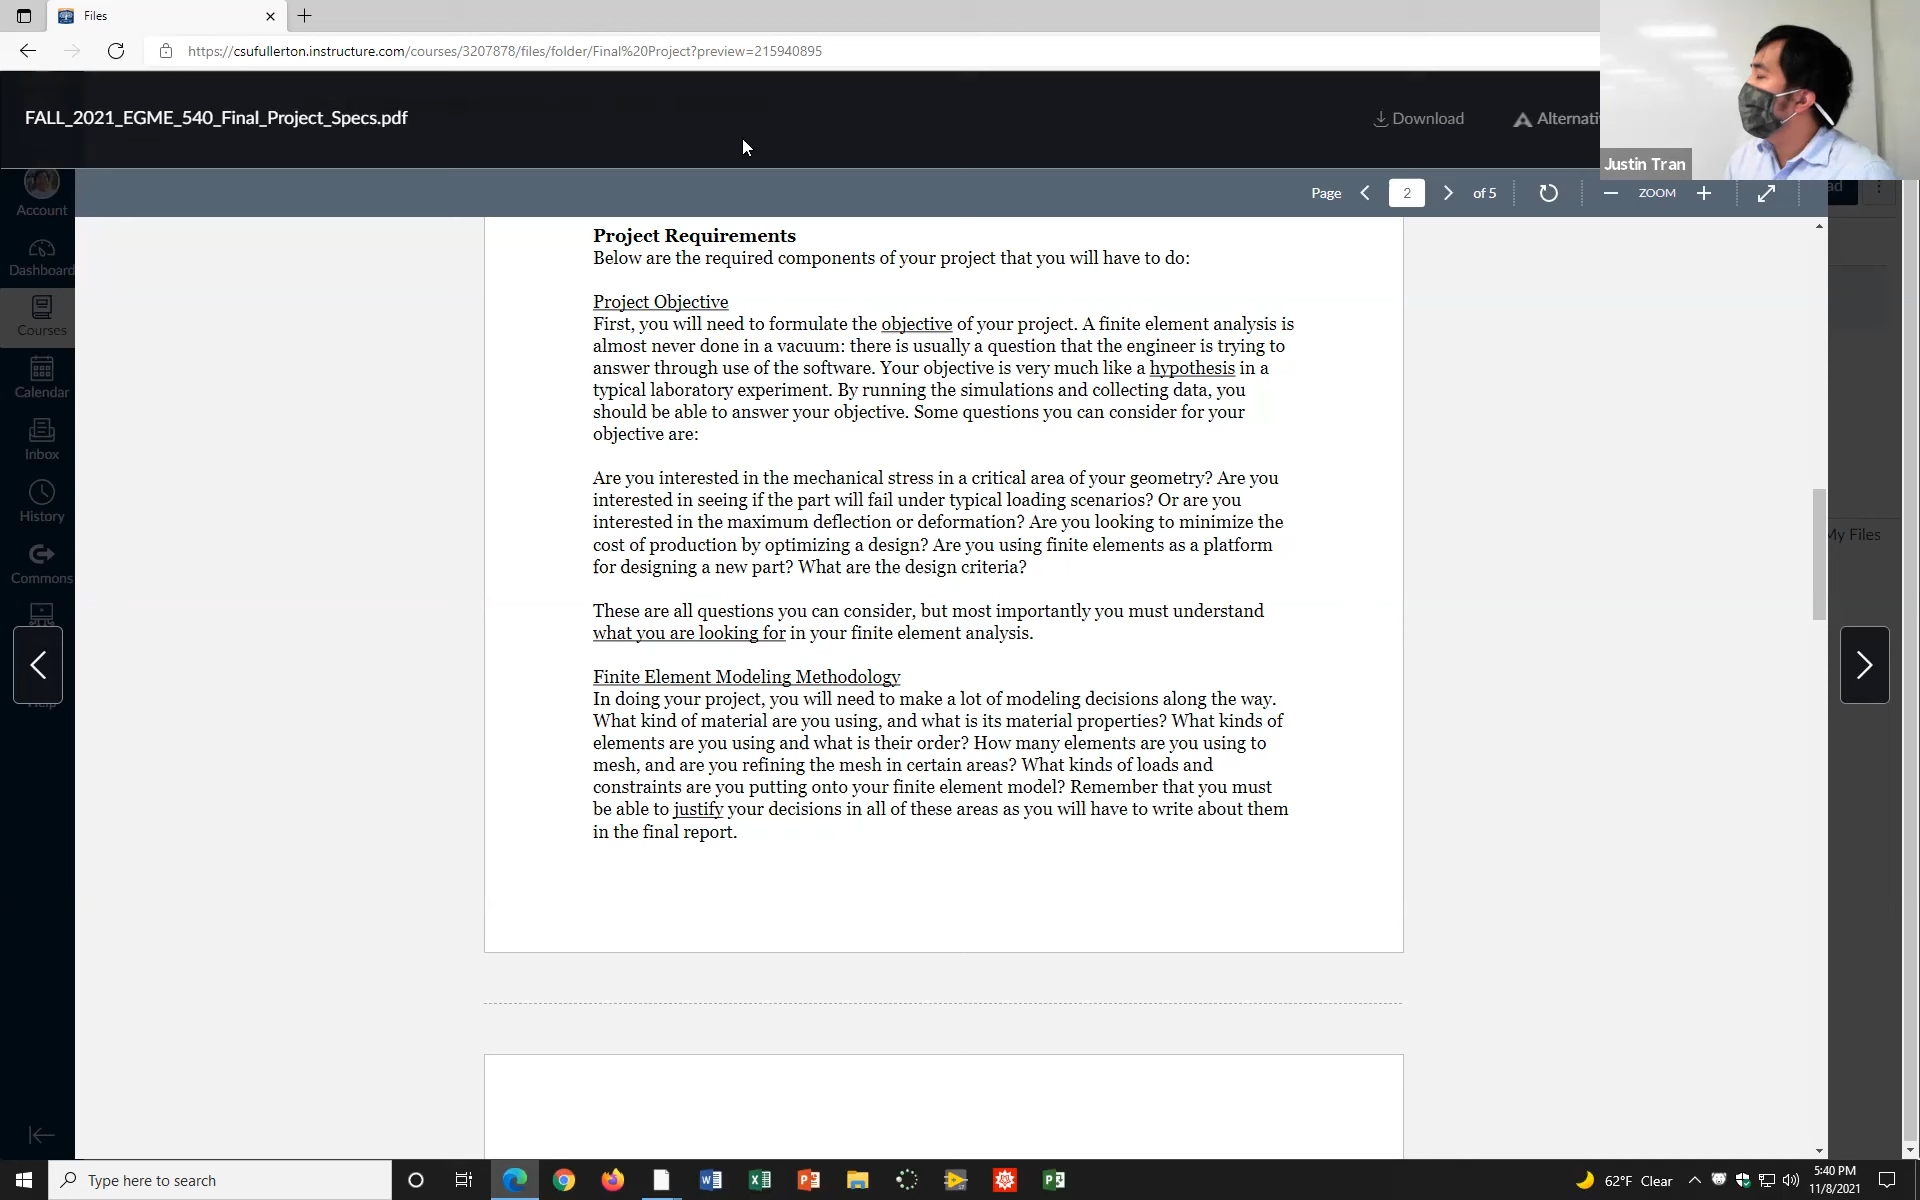 Files
https://csufullerton.instructure.com/courses/3207878/files/folder/Final%20Project?preview=215940895
FALL_2021_EGME_540_Final_Project_Specs.pdf
Download
Alternati
Justin Tran
Account
Dashboard
Courses
Calendar
Inbox
History
Commons
Help
Page
2
of 5
ZOOM
ad
My Files
Project Requirements
Below are the required components of your project that you will have to do:
Project Objective
First, you will need to formulate the objective of your project. A finite element analysis is
almost never done in a vacuum: there is usually a question that the engineer is trying to
answer through use of the software. Your objective is very much like a hypothesis in a
typical laboratory experiment. By running the simulations and collecting data, you
should be able to answer your objective. Some questions you can consider for your
objective are:
Are you interested in the mechanical stress in a critical area of your geometry? Are you
interested in seeing if the part will fail under typical loading scenarios? Or are you
interested in the maximum deflection or deformation? Are you looking to minimize the
cost of production by optimizing a design? Are you using finite elements as a platform
for designing a new part? What are the design criteria?
These are all questions you can consider, but most importantly you must understand
what you are looking for in your finite element analysis.
Finite Element Modeling Methodology
In doing your project, you will need to make a lot of modeling decisions along the way.
What kind of material are you using, and what is its material properties? What kinds of
elements are you using and what is their order? How many elements are you using to
mesh, and are you refining the mesh in certain areas? What kinds of loads and
constraints are you putting onto your finite element model? Remember that you must
be able to justify your decisions in all of these areas as you will have to write about them
in the final report.
Type here to search
62°F Clear
5:40 PM
11/8/2021